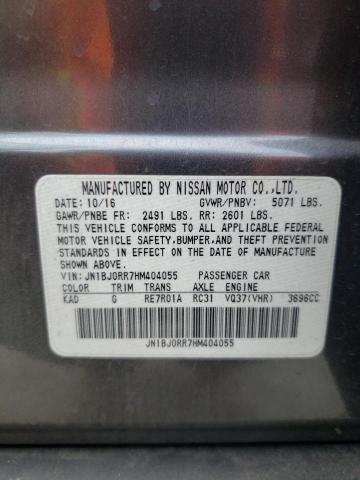 MANUFACTURED BY NISSAN MOTOR CO.,LTD.
DATE: 10/16 GVWR/PNBV: 5071 LBS.
GAWR/PNBE FR: 2491 LBS. RR: 2601 LBS.
THIS VEHICLE CONFORMS TO ALL APPLICABLE FEDERAL
MOTOR VEHICLE SAFETY, BUMPER, AND THEFT PREVENTION
STANDARDS IN EFFECT ON THE DATE OF MANUFACTURE
SHOWN ABOVE.
VIN: JN1BJ0RR7HM404055 PASSENGER CAR
COLOR TRIM TRANS AXLE ENGINE
KAD G RE7R01A RC31 VQ37(VHR) 3696CC
JN1BJ0RR7HM404055